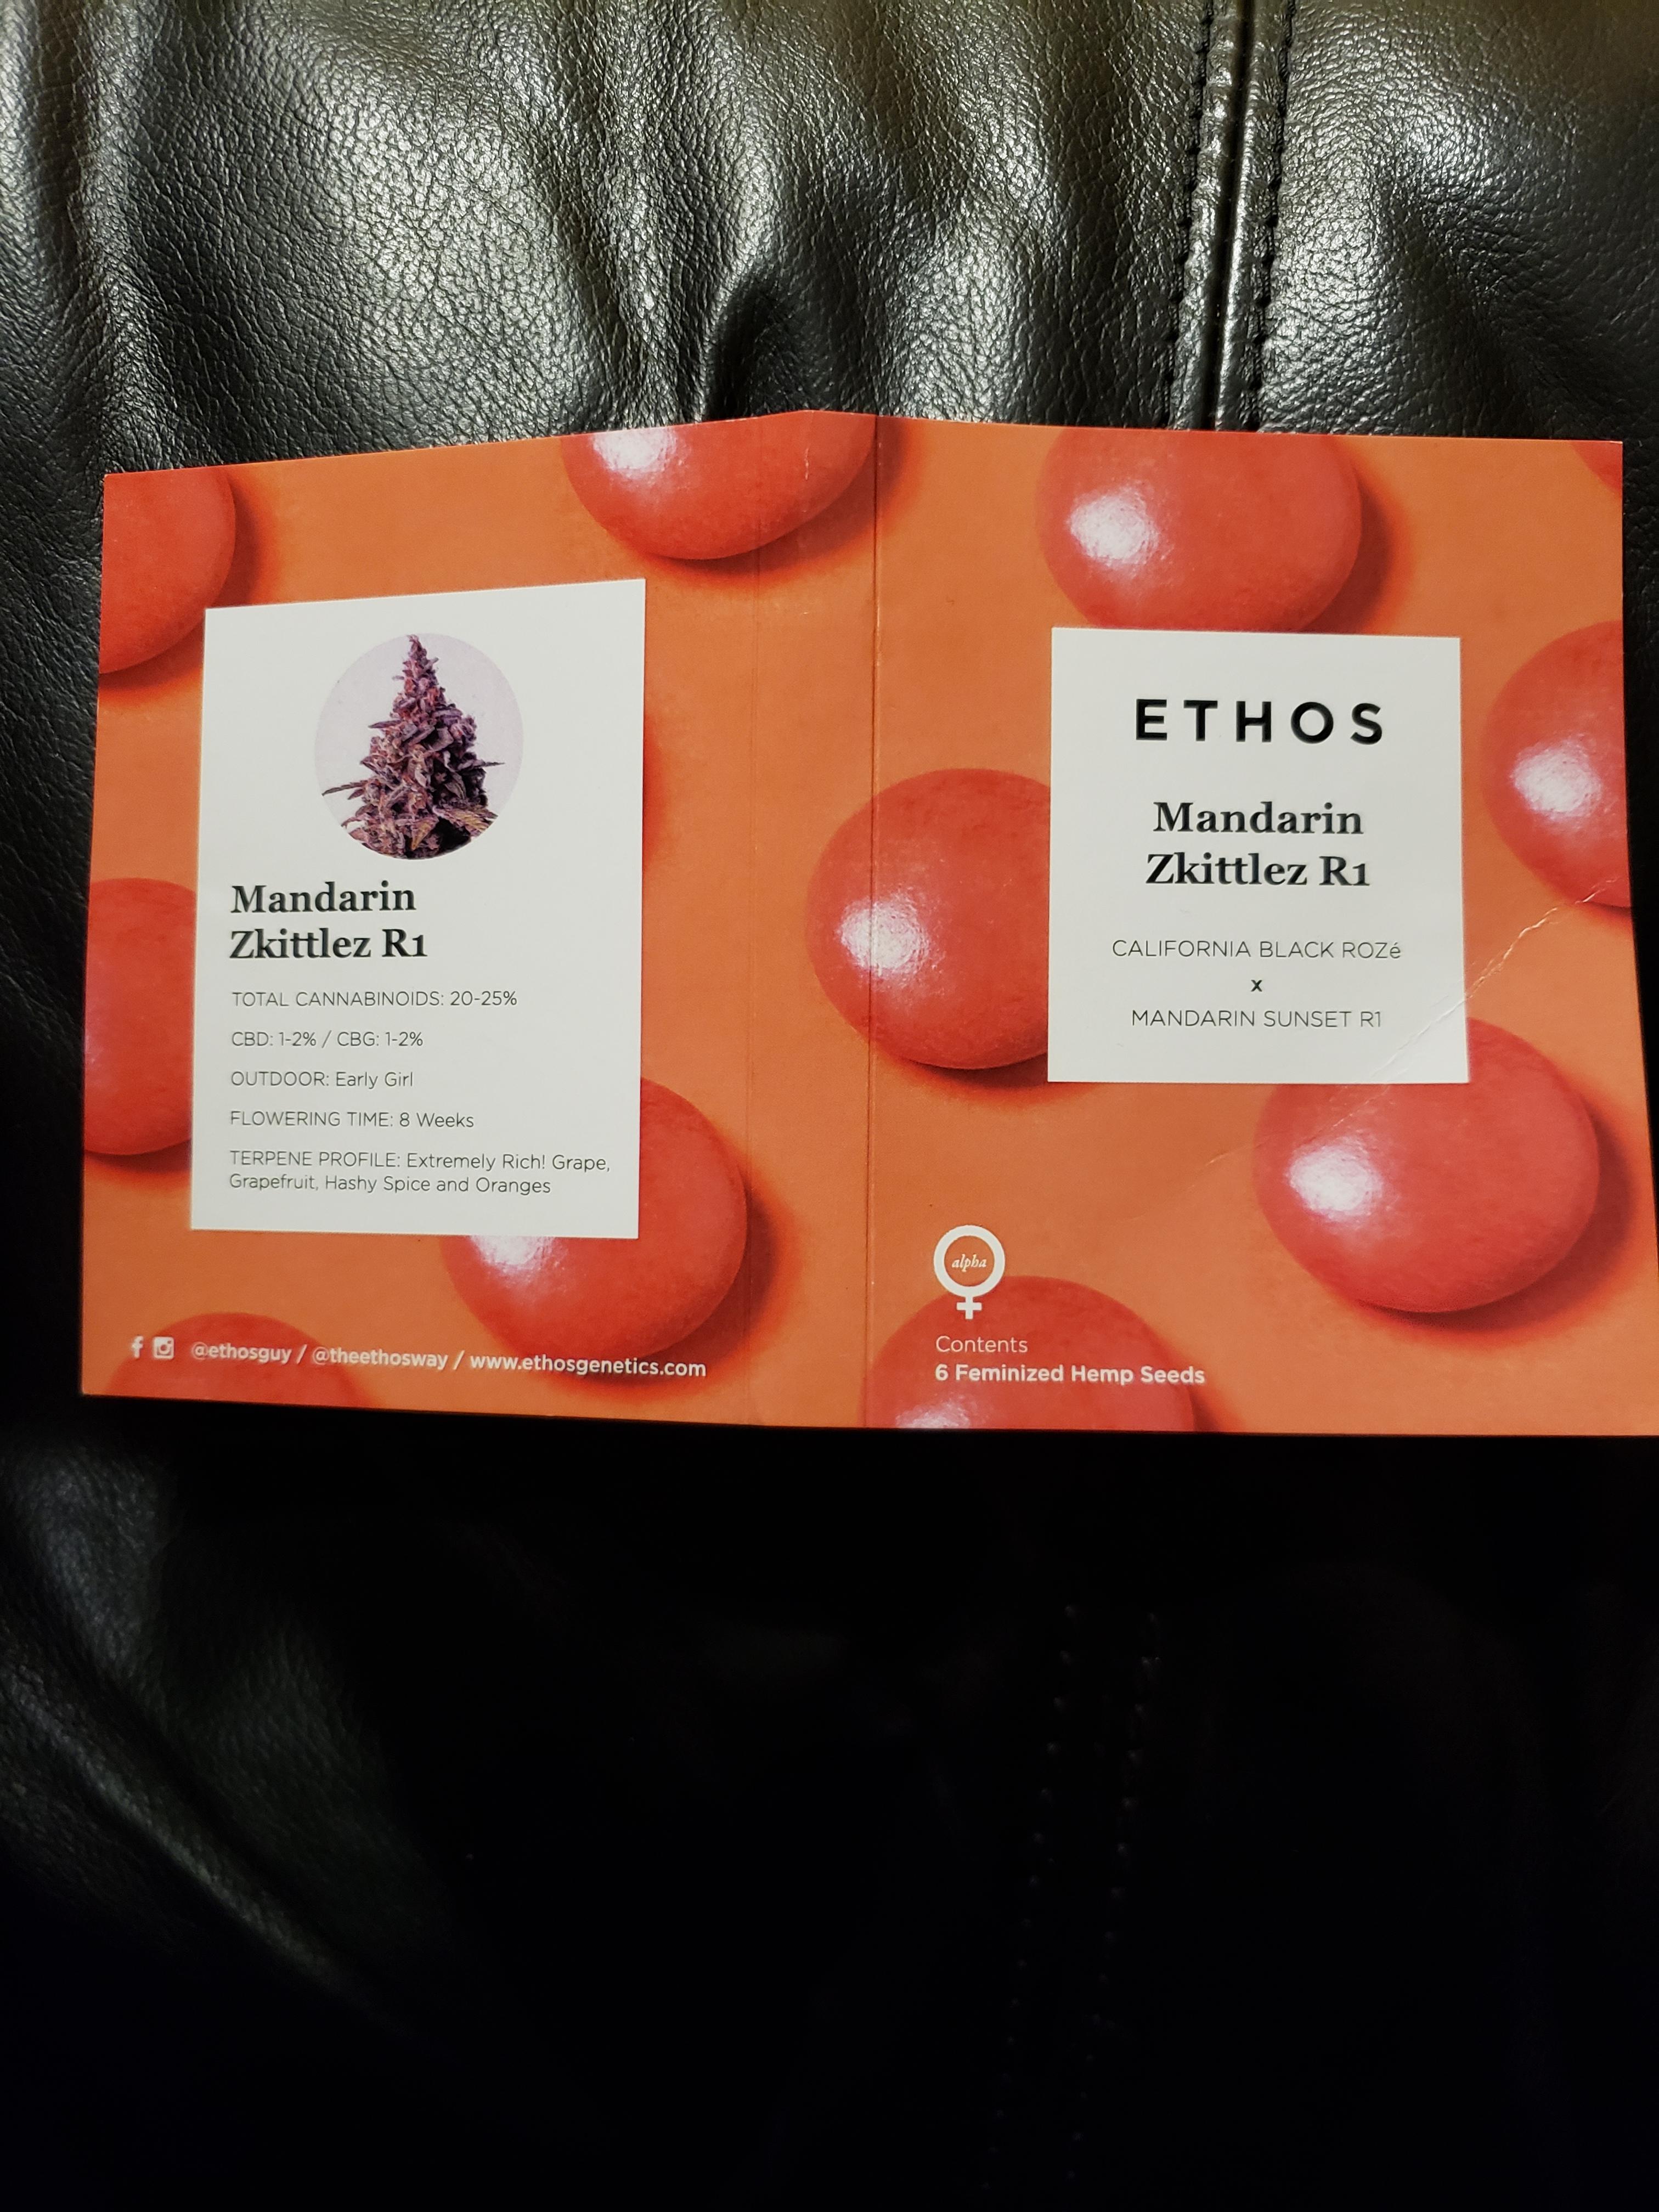 Mandarin
Zkittlez R1
TOTAL CANNABINOIDS: 20-25%
CBD: 1-2% / CBG: 1-2%
OUTDOOR: Early Girl
FLOWERING TIME: 8 Weeks
TERPENE PROFILE: Extremely Rich! Grape,
Grapefruit, Hashy Spice and Oranges
@ethosguy / @theethosway / www.ethosgenetics.com
ETHOS
Mandarin
Zkittlez R1
CALIFORNIA BLACK ROZé
x
MANDARIN SUNSET R1
alpha
Contents
6 Feminized Hemp Seeds